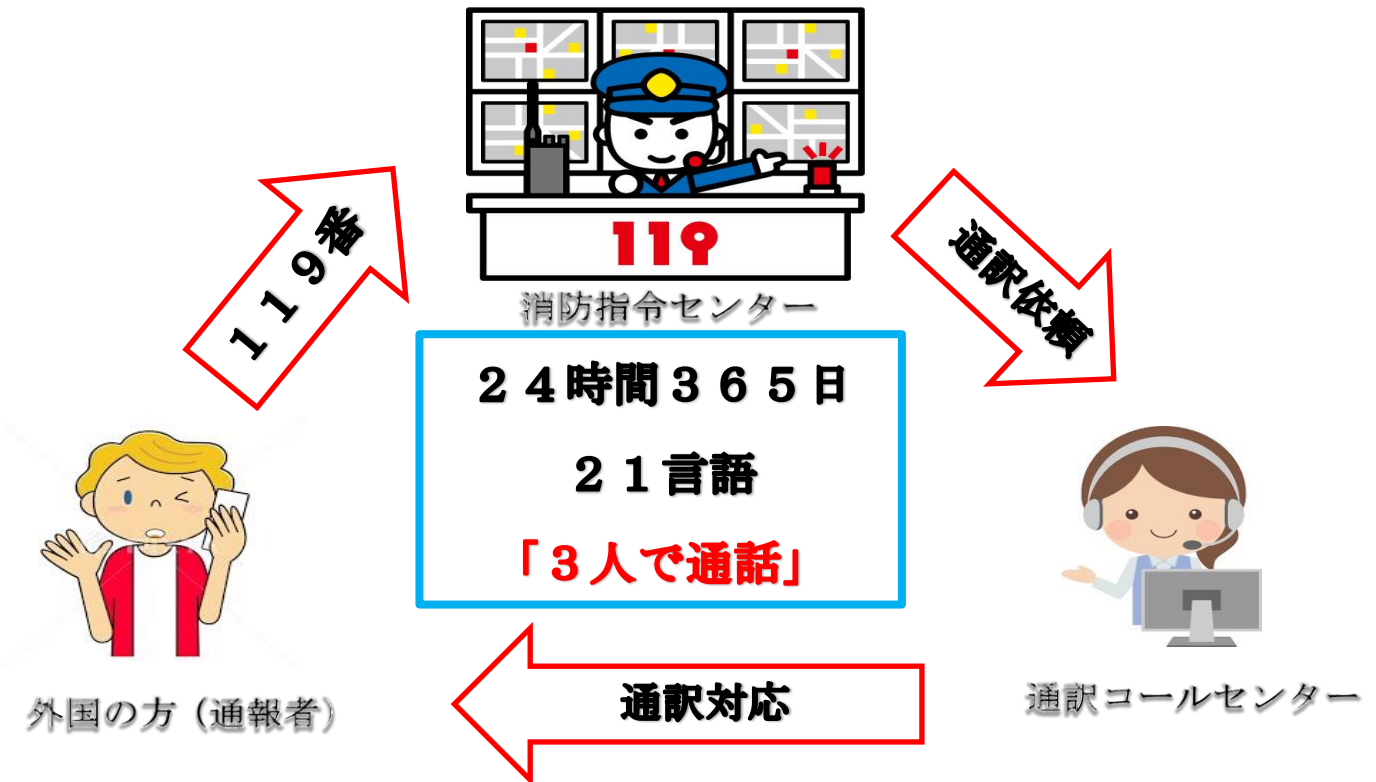 119
消防指令センター
119番
通訳依頼
24時間365日
21言語
「3人で通話」
外国の方(通報者)
通訳対応
通訳コールセンター